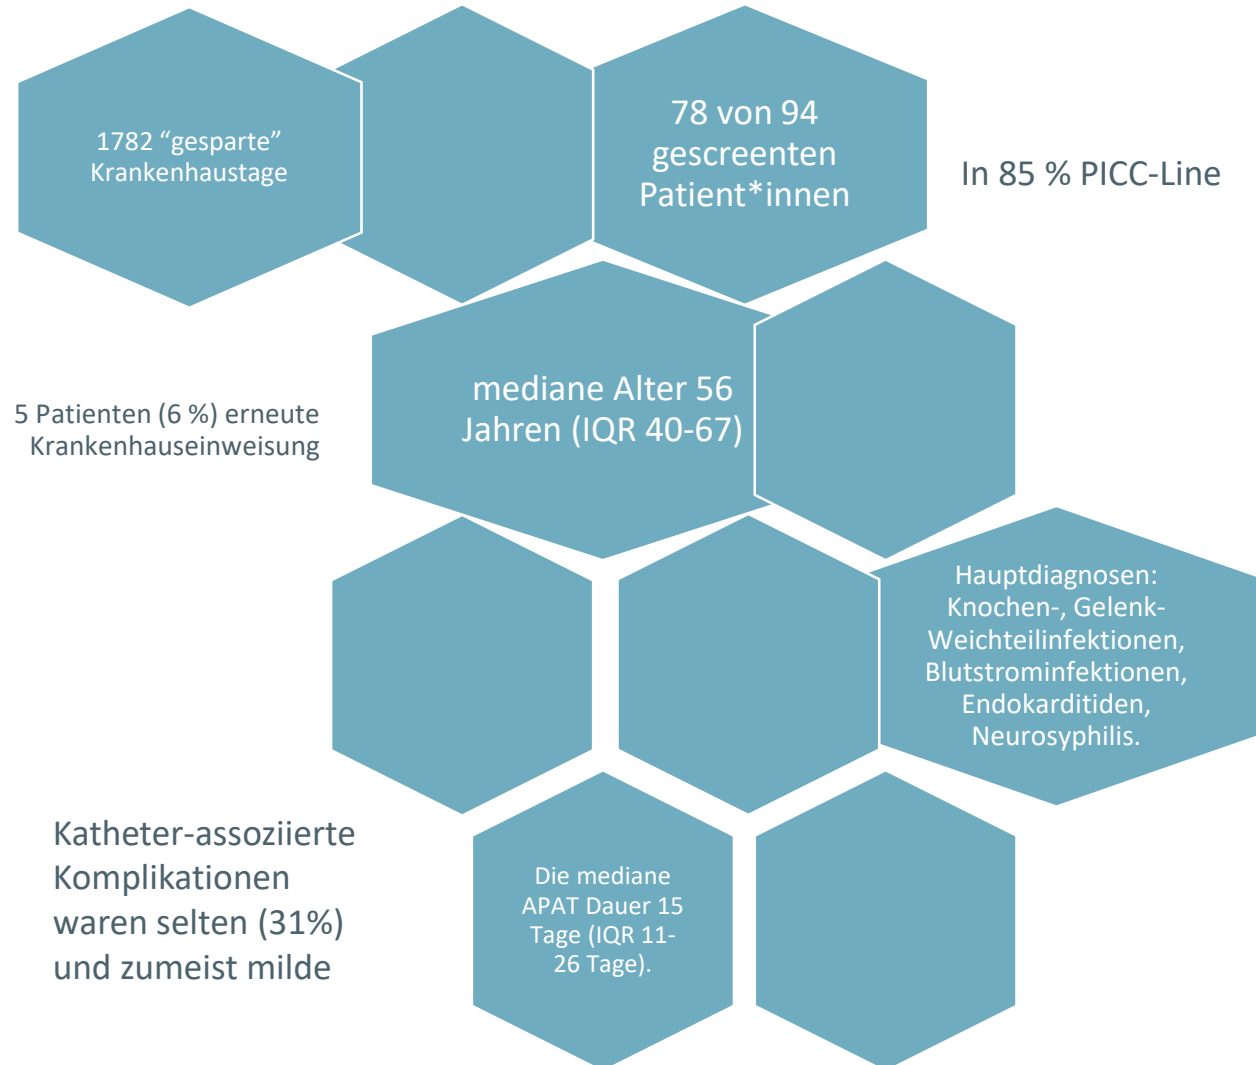 1782 “gesparte”
Krankenhaustage
78 von 94
gescreenten
Patient*innen
In 85 % PICC-Line
mediane Alter 56
Jahren (IQR 40-67)
5 Patienten (6 %) erneute
Krankenhauseinweisung
Hauptdiagnosen:
Knochen-, Gelenk-
Weichteilinfektionen,
Blutstrominfektionen,
Endokarditiden,
Neurosyphilis.
Katheter-assoziierte
Komplikationen
waren selten (31%)
und zumeist milde
Die mediane
APAT Dauer 15
Tage (IQR 11-
26 Tage).